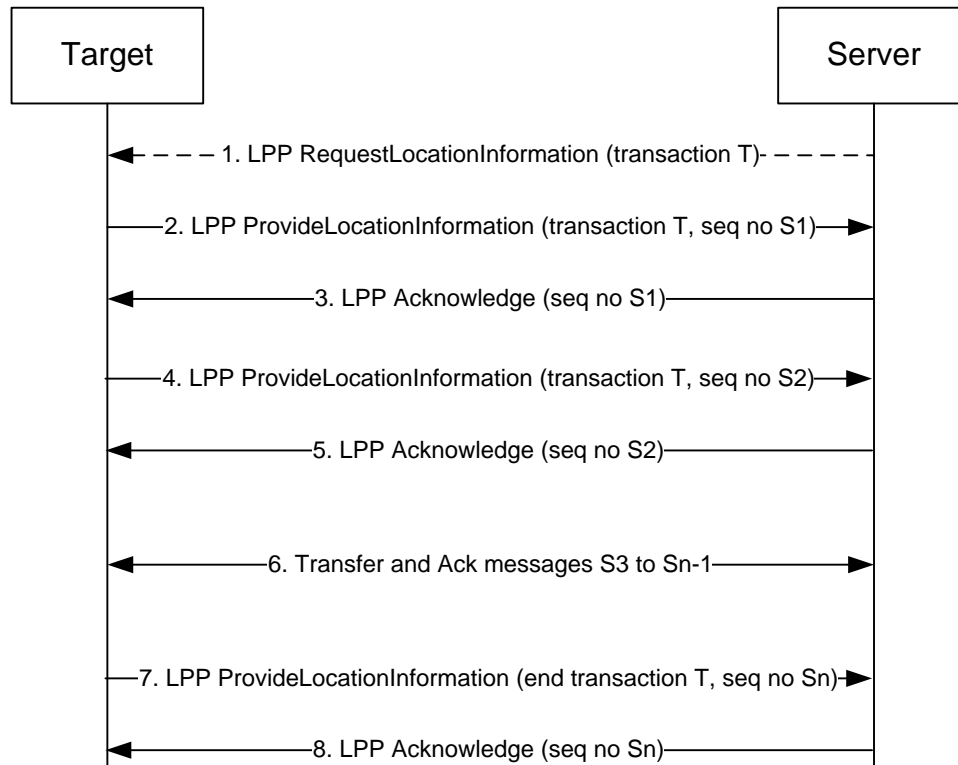 Target
Server
1. LPP RequestLocationInformation (transaction T)
2. LPP ProvideLocationInformation (transaction T, seq no S1)
3. LPP Acknowledge (seq no S1)
4. LPP ProvideLocationInformation (transaction T, seq no S2)
5. LPP Acknowledge (seq no S2)
6. Transfer and Ack messages S3 to Sn-1
7. LPP ProvideLocationInformation (end transaction T, seq no Sn)
8. LPP Acknowledge (seq no Sn)